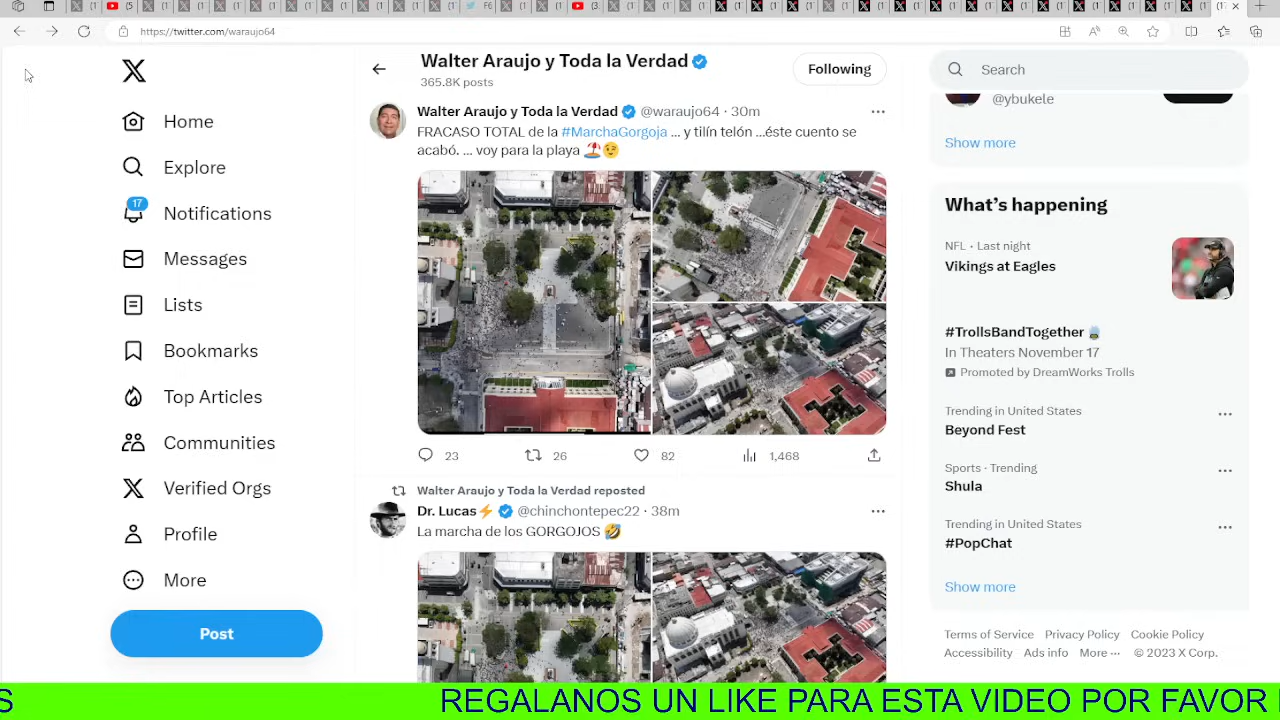 https://twitter.com/waraujo64
Home
Explore
17
Notifications
Messages
Lists
Bookmarks
Top Articles
Communities
Verified Orgs
Profile
More
Post
Walter Araujo y Toda la Verdad
365.8K posts
Following
Walter Araujo y Toda la Verdad @waraujo64 · 30m
FRACASO TOTAL de la #MarchaGorgoja ... y tilín telón ...éste cuento se
acabó. ... voy para la playa 🏖️😉
23 26 82 1,468
Walter Araujo y Toda la Verdad reposted
Dr. Lucas⚡ @chinchontepec22 · 38m
La marcha de los GORGOJOS 🤣
Search
@ybukele
Show more
What’s happening
NFL · Last night
Vikings at Eagles
#TrollsBandTogether
In Theaters November 17
Promoted by DreamWorks Trolls
Trending in United States
Beyond Fest
Sports · Trending
Shula
Trending in United States
#PopChat
Show more
Terms of Service Privacy Policy Cookie Policy
Accessibility Ads info More ··· © 2023 X Corp.
S REGALANOS UN LIKE PARA ESTA VIDEO POR FAVOR